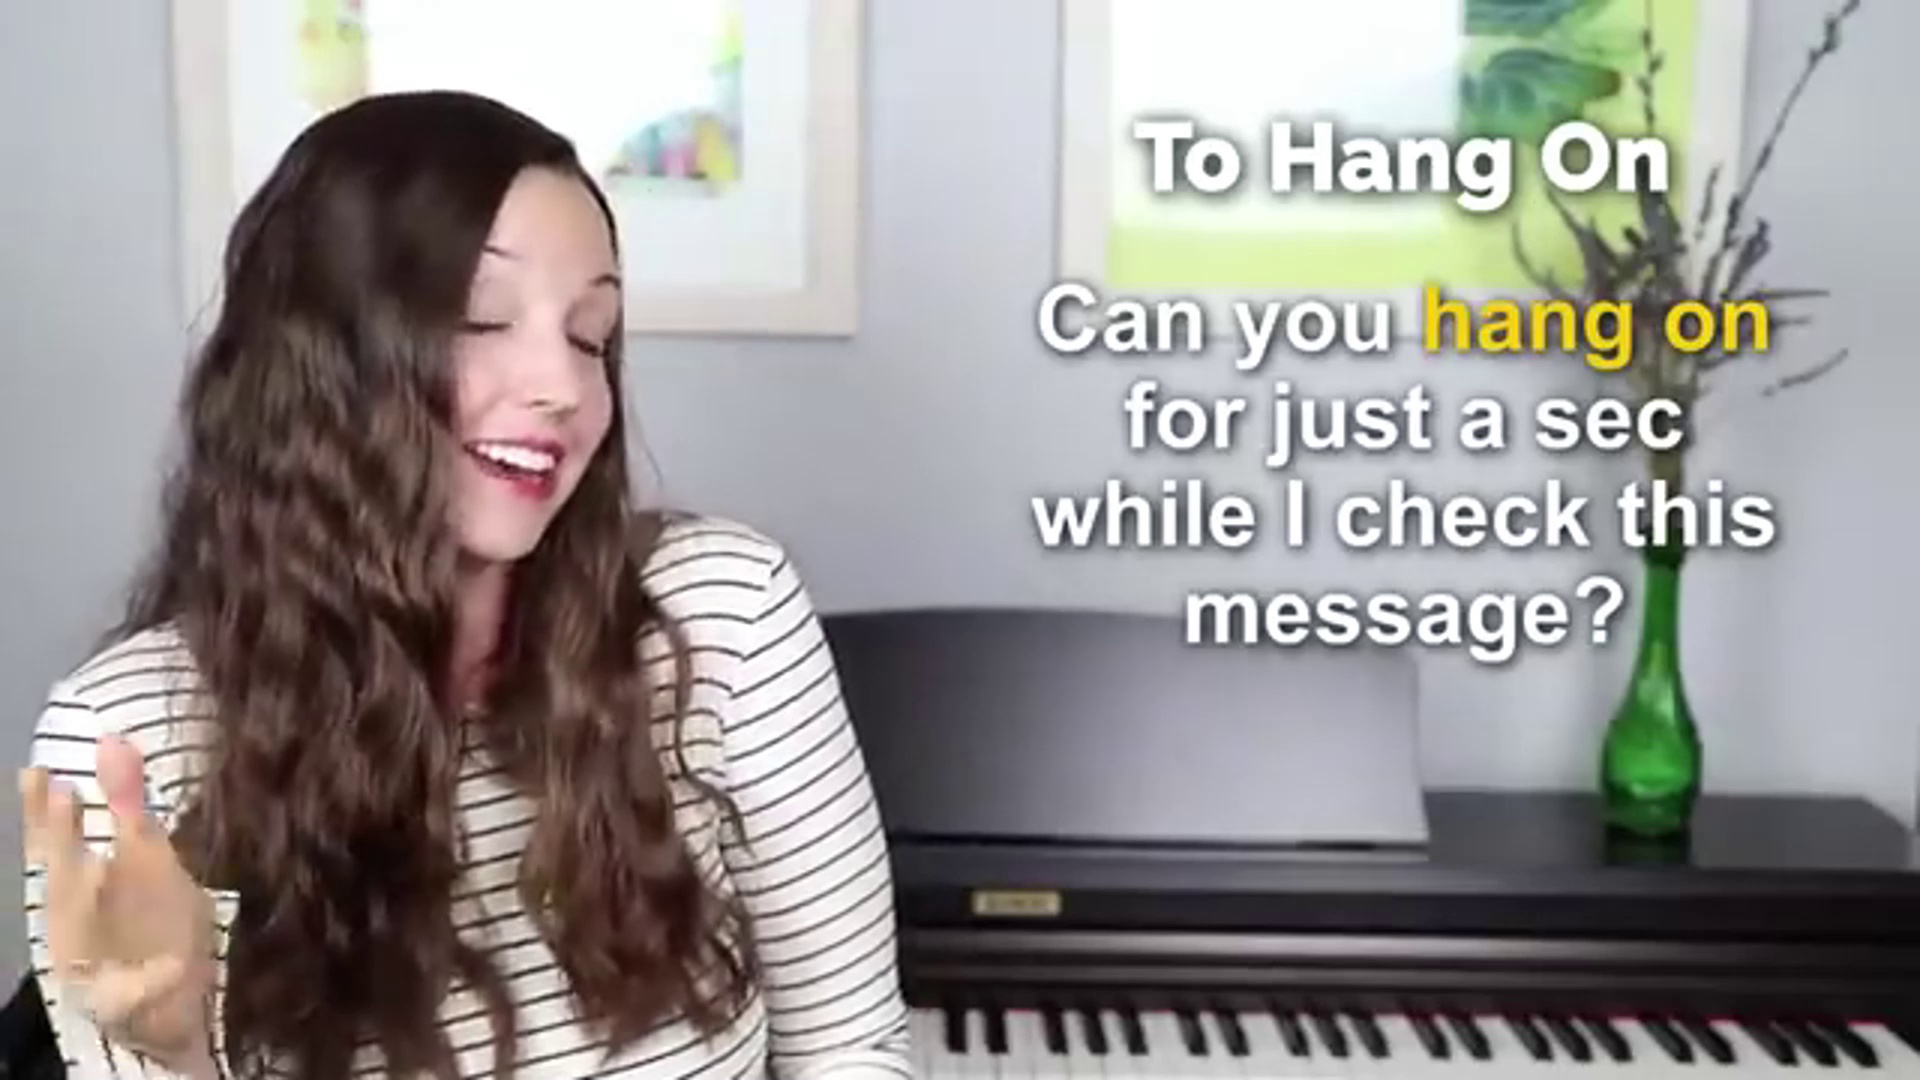 To Hang On
Can you hang on
for just a sec
while I check this
message?